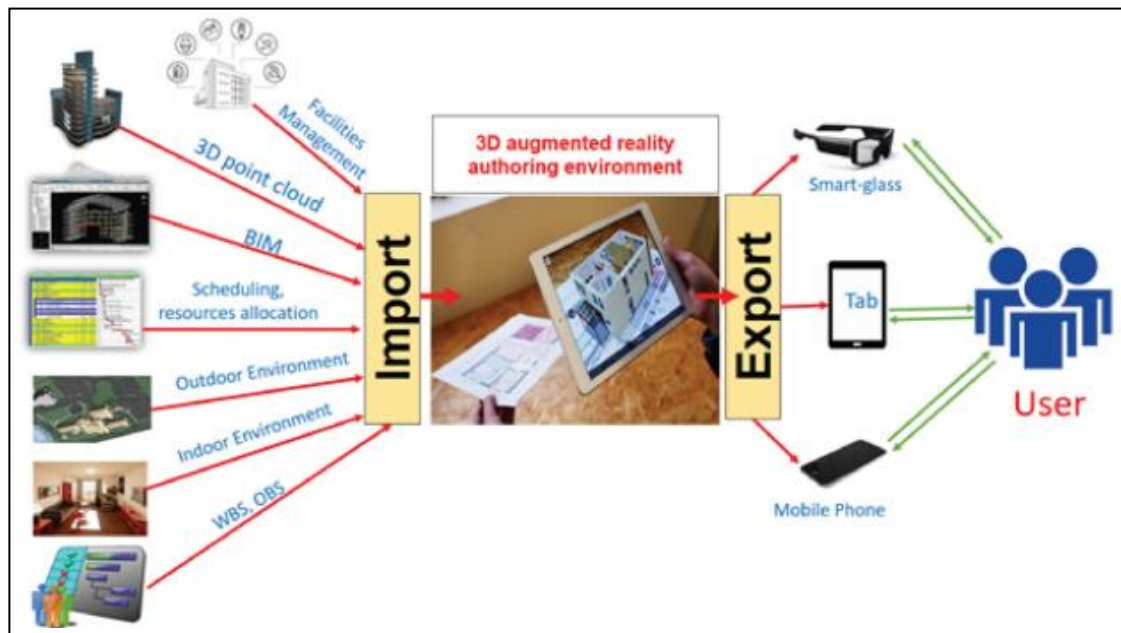 Facilities
Management
3D point cloud
BIM
Scheduling,
resources allocation
Outdoor Environment
Indoor Environment
WBS, OBS
Import
3D augmented reality
authoring environment
Export
Smart-glass
Tab
Mobile Phone
User